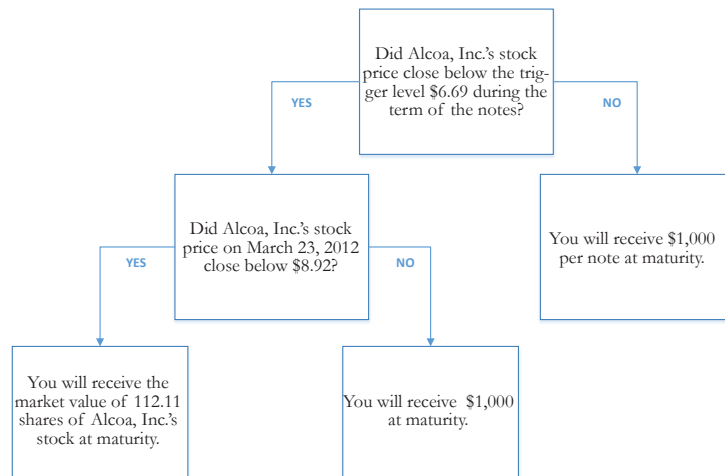 Did Alcoa, Inc.'s stock
price close below the trig-
ger level $6.69 during the
term of the notes?
YES
NO
Did Alcoa, Inc.'s stock
price on March 23, 2012
close below $8.92?
You will receive $1,000
per note at maturity.
YES
NO
You will receive the
market value of 112.11
shares of Alcoa, Inc.'s
stock at maturity.
You will receive $1,000
at maturity.